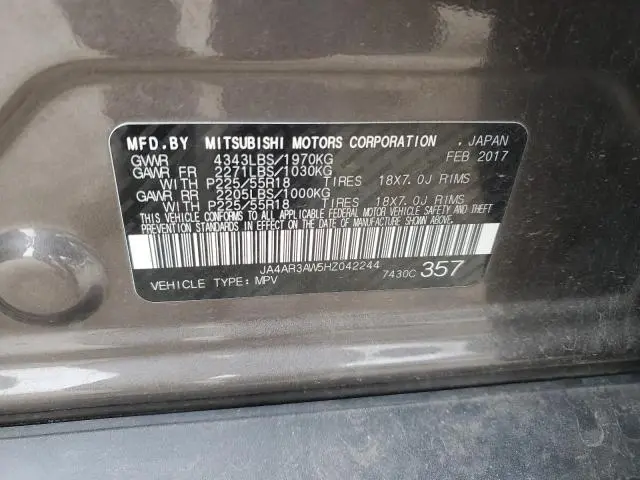 MFD.BY MITSUBISHI MOTORS CORPORATION , JAPAN
GVWR 4343LBS/1970KG FEB 2017
GAWR FR 2271LBS/1030KG
WITH P225/55R18 TIRES 18X7.0J RIMS
GAWR RR 2205LBS/1000KG
WITH P225/55R18 TIRES 18X7.0J RIMS
THIS VEHICLE CONFORMS TO ALL APPLICABLE FEDERAL MOTOR VEHICLE SAFETY AND THEFT
PREVENTION STANDARDS IN EFFECT ON THE DATE OF MANUFACTURE SHOWN ABOVE.
JA4AR3AW5HZ042244
VEHICLE TYPE: MPV 7430C 357